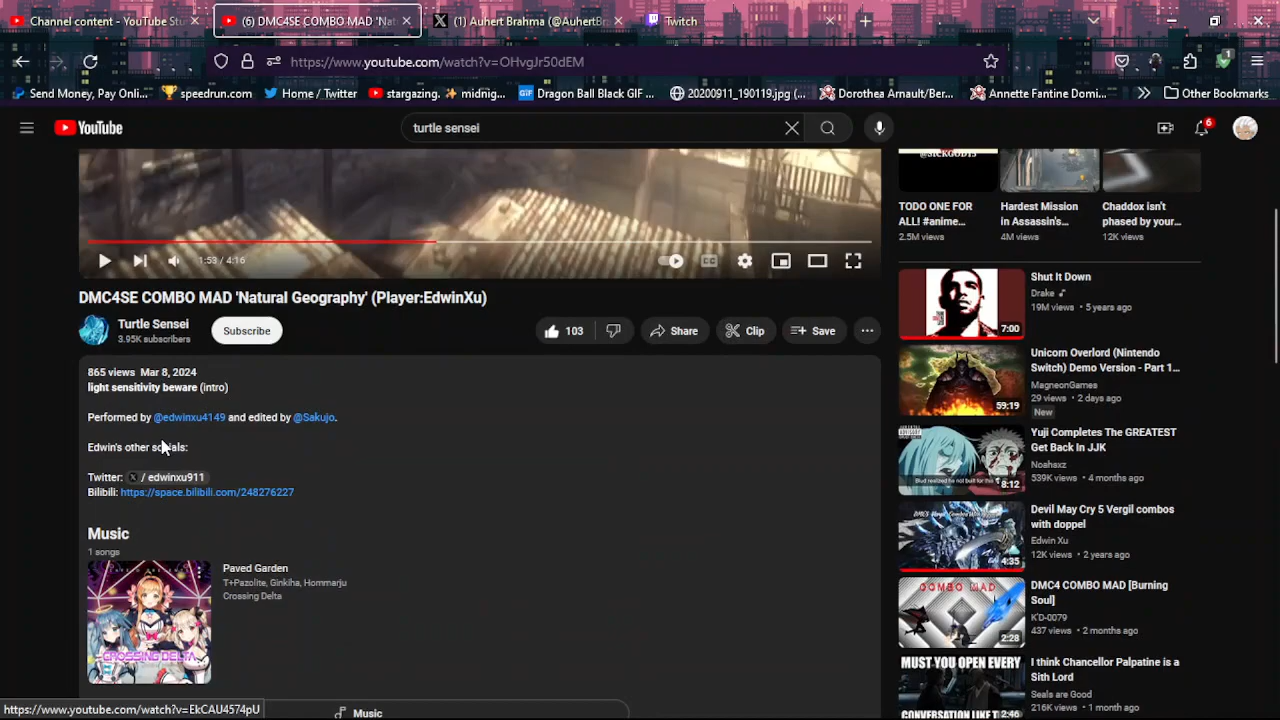 Channel content - YouTube Stu
(6) DMC4SE COMBO MAD 'Nat
(1) Auhert Brahma (@AuhertBr
Twitch
https://www.youtube.com/watch?v=OHvgJr50dEM
Send Money, Pay Onli...
speedrun.com
Home / Twitter
stargazing. midnig...
Dragon Ball Black GIF ...
20200911_190119.jpg (...
Dorothea Arnault/Ber...
Annette Fantine Domi...
Other Bookmarks
YouTube
turtle sensei
6
@SICKGOD15
TODO ONE FOR
ALL! #anime...
2.5M views
Hardest Mission
in Assassin's...
4M views
Chaddox isn't
phased by your...
12K views
1:53 / 4:16
DMC4SE COMBO MAD 'Natural Geography' (Player:EdwinXu)
Turtle Sensei
3.95K subscribers
Subscribe
103
Share
Clip
Save
865 views Mar 8, 2024
light sensitivity beware (intro)
Performed by @edwinxu4149 and edited by @Sakujo.
Edwin's other socials:
Twitter: / edwinxu911
Bilibili: https://space.bilibili.com/248276227
Music
1 songs
CROSSING DELTA
Paved Garden
T+Pazolite, Ginkiha, Hommarju
Crossing Delta
Music
https://www.youtube.com/watch?v=EkCAU4574pU
7:00
Shut It Down
Drake
19M views • 5 years ago
59:19
Unicorn Overlord (Nintendo
Switch) Demo Version - Part 1...
MagneonGames
29 views • 2 days ago
New
8:12
Yuji Completes The GREATEST
Get Back In JJK
Noahsxz
539K views • 4 months ago
4:35
Devil May Cry 5 Vergil combos
with doppel
Edwin Xu
12K views • 2 years ago
COMBO MAD
2:28
DMC4 COMBO MAD [Burning
Soul]
K'D-0079
437 views • 2 months ago
MUST YOU OPEN EVERY
CONVERSATION LIKE T
2:46
I think Chancellor Palpatine is a
Sith Lord
Seals are Good
216K views • 1 month ago